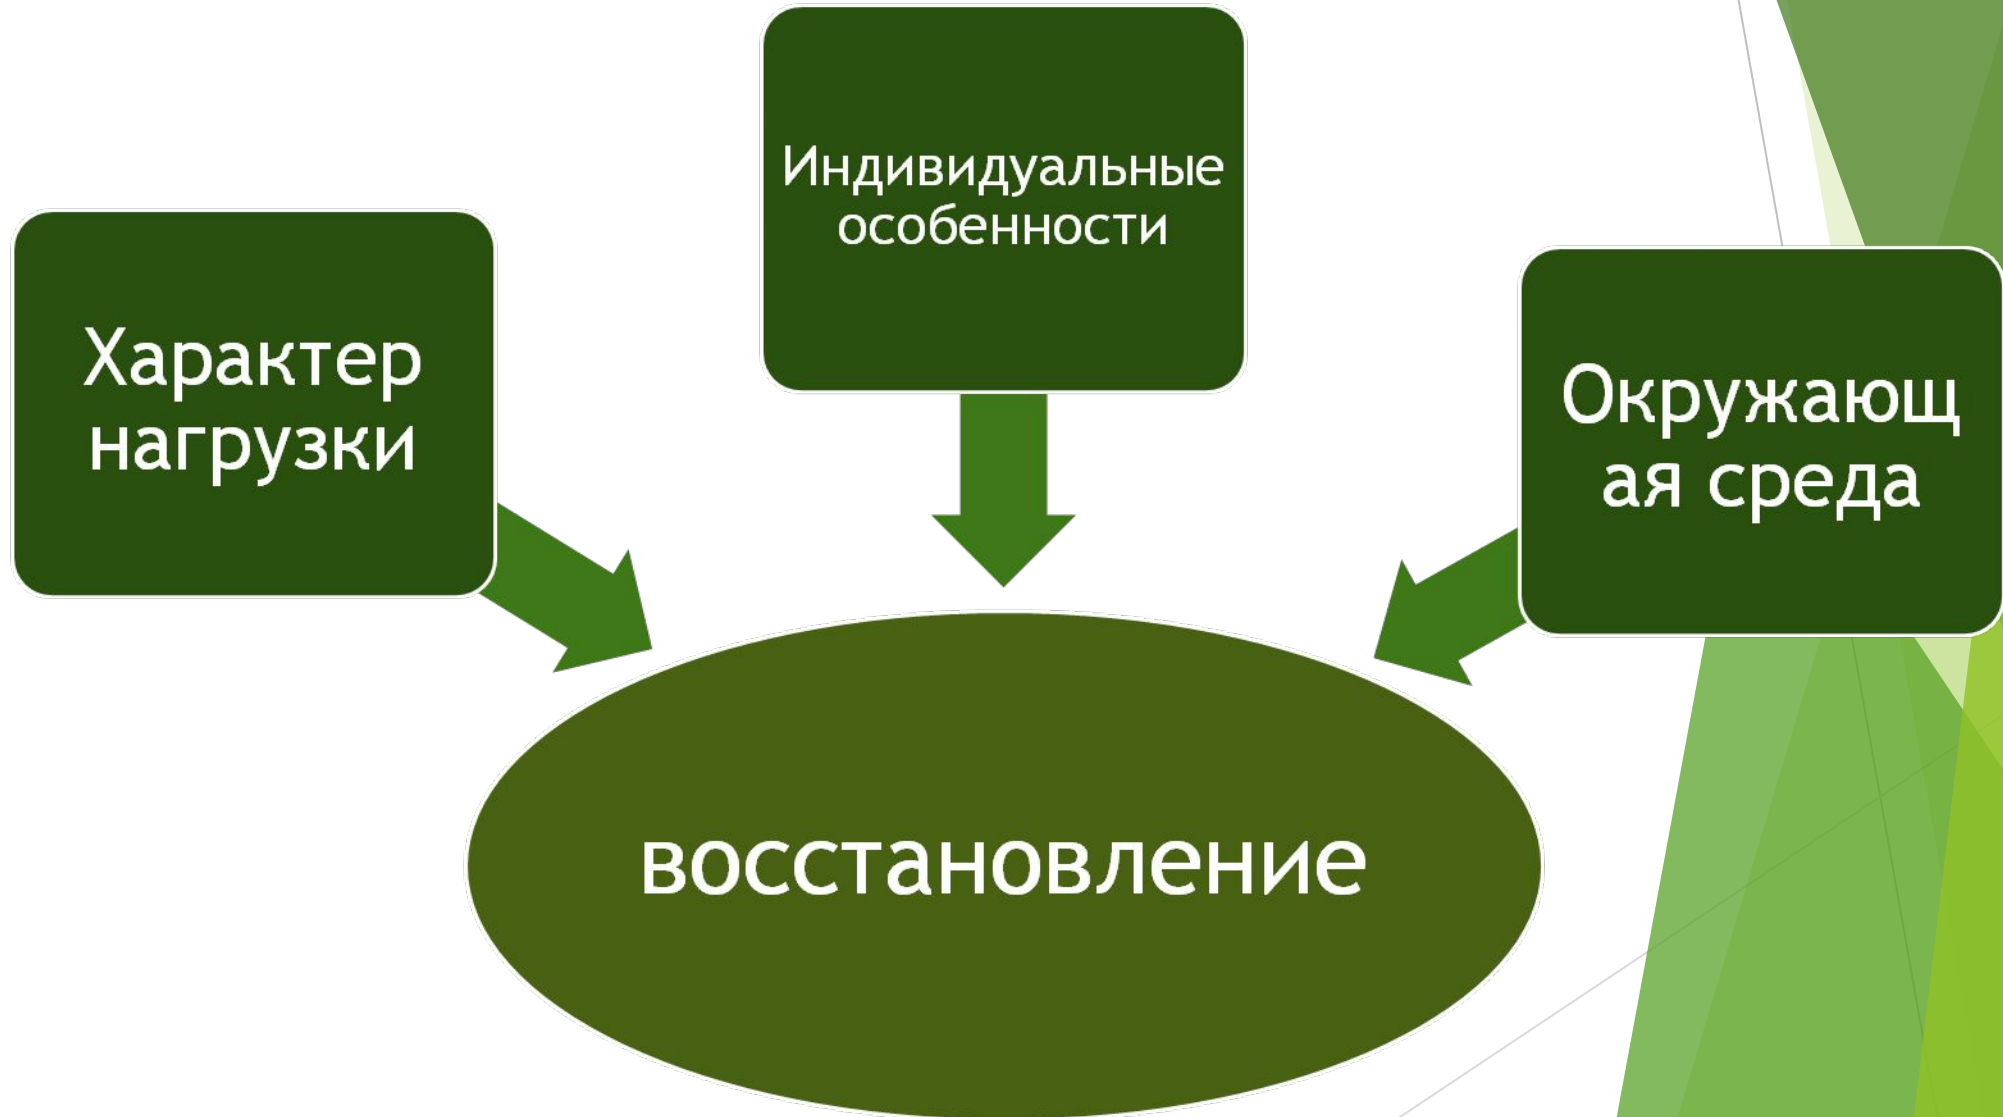 Индивидуальные
особенности
Характер
нагрузки
Окружающ
ая среда
восстановление